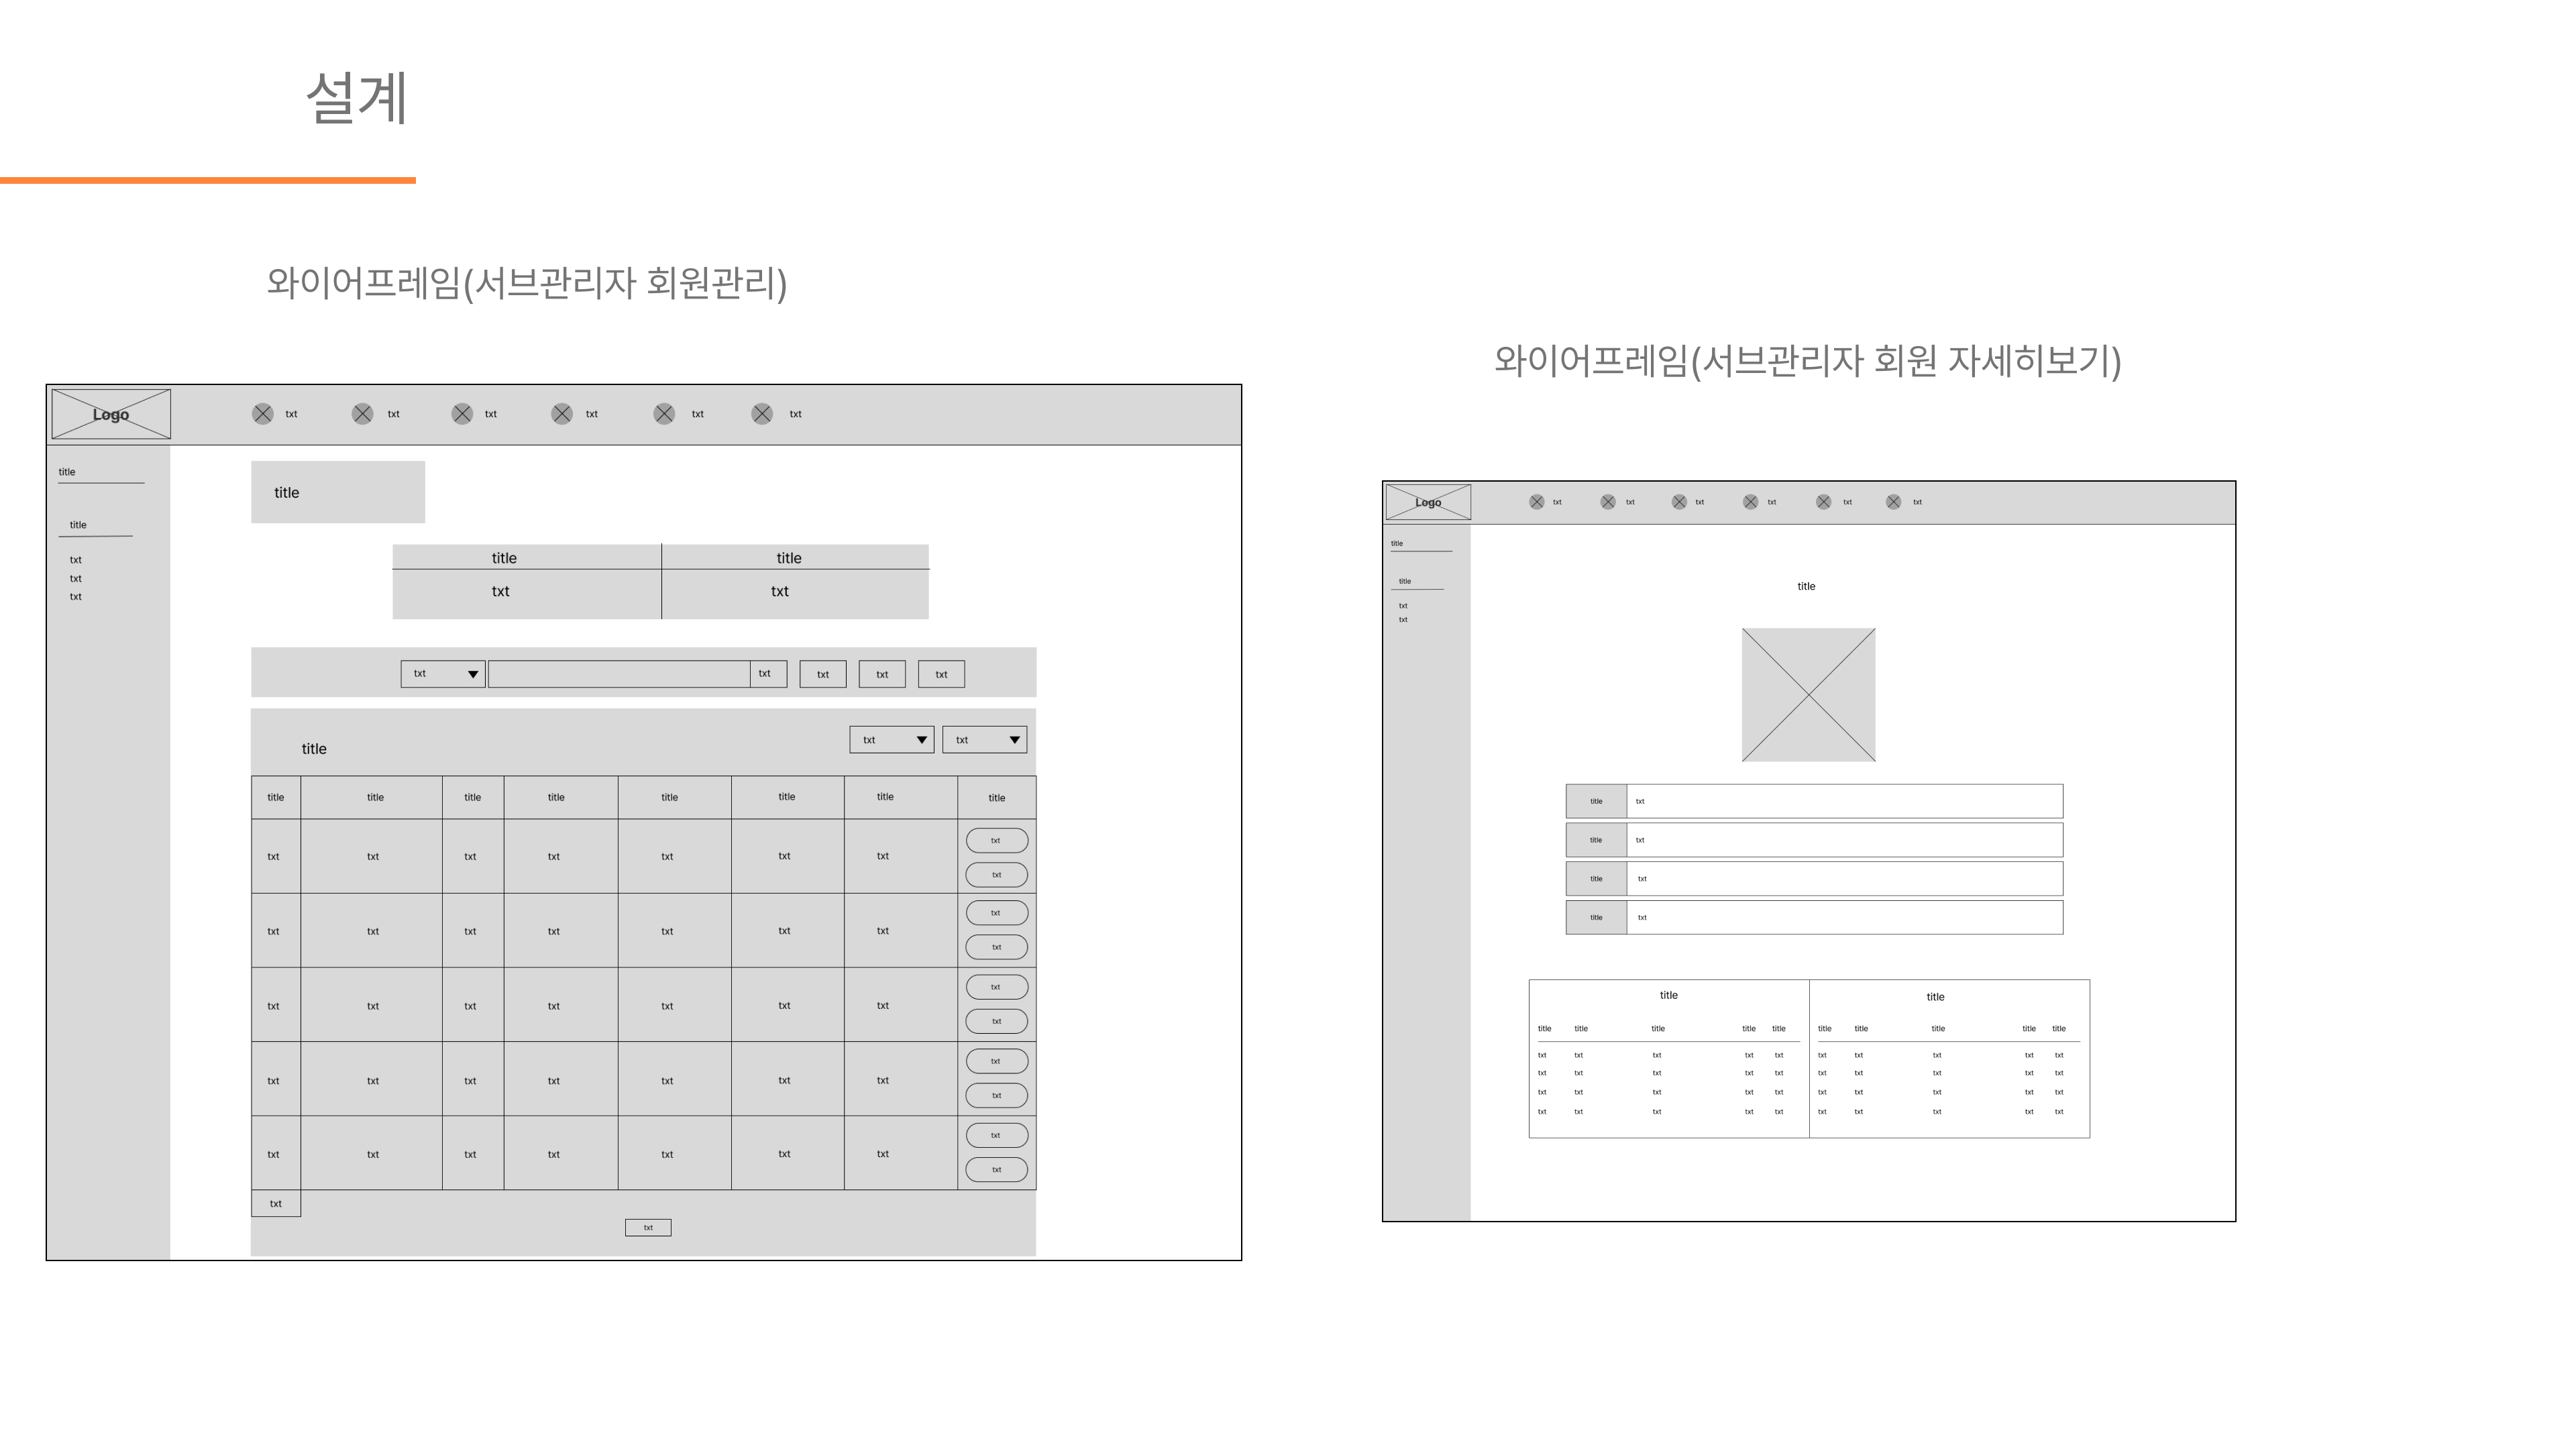 설계
와이어프레임(서브관리자 회원관리)
Logo txt txt txt txt txt txt
title
title
txt
txt
txt
title
title title
txt txt
txt txt txt txt txt
title txt txt
title title title title title title title title
txt txt txt txt txt txt txt txt
txt
txt txt txt txt txt txt txt txt
txt
txt txt txt txt txt txt txt txt
txt
txt txt txt txt txt txt txt txt
txt
txt txt txt txt txt txt txt txt
txt
txt
txt
와이어프레임(서브관리자 회원 자세히보기)
Logo txt txt txt txt txt txt
title
title
txt
txt
title
title txt
title txt
title txt
title txt
title title
title title title title title title title title title title
txt txt txt txt txt txt txt txt txt txt
txt txt txt txt txt txt txt txt txt txt
txt txt txt txt txt txt txt txt txt txt
txt txt txt txt txt txt txt txt txt txt